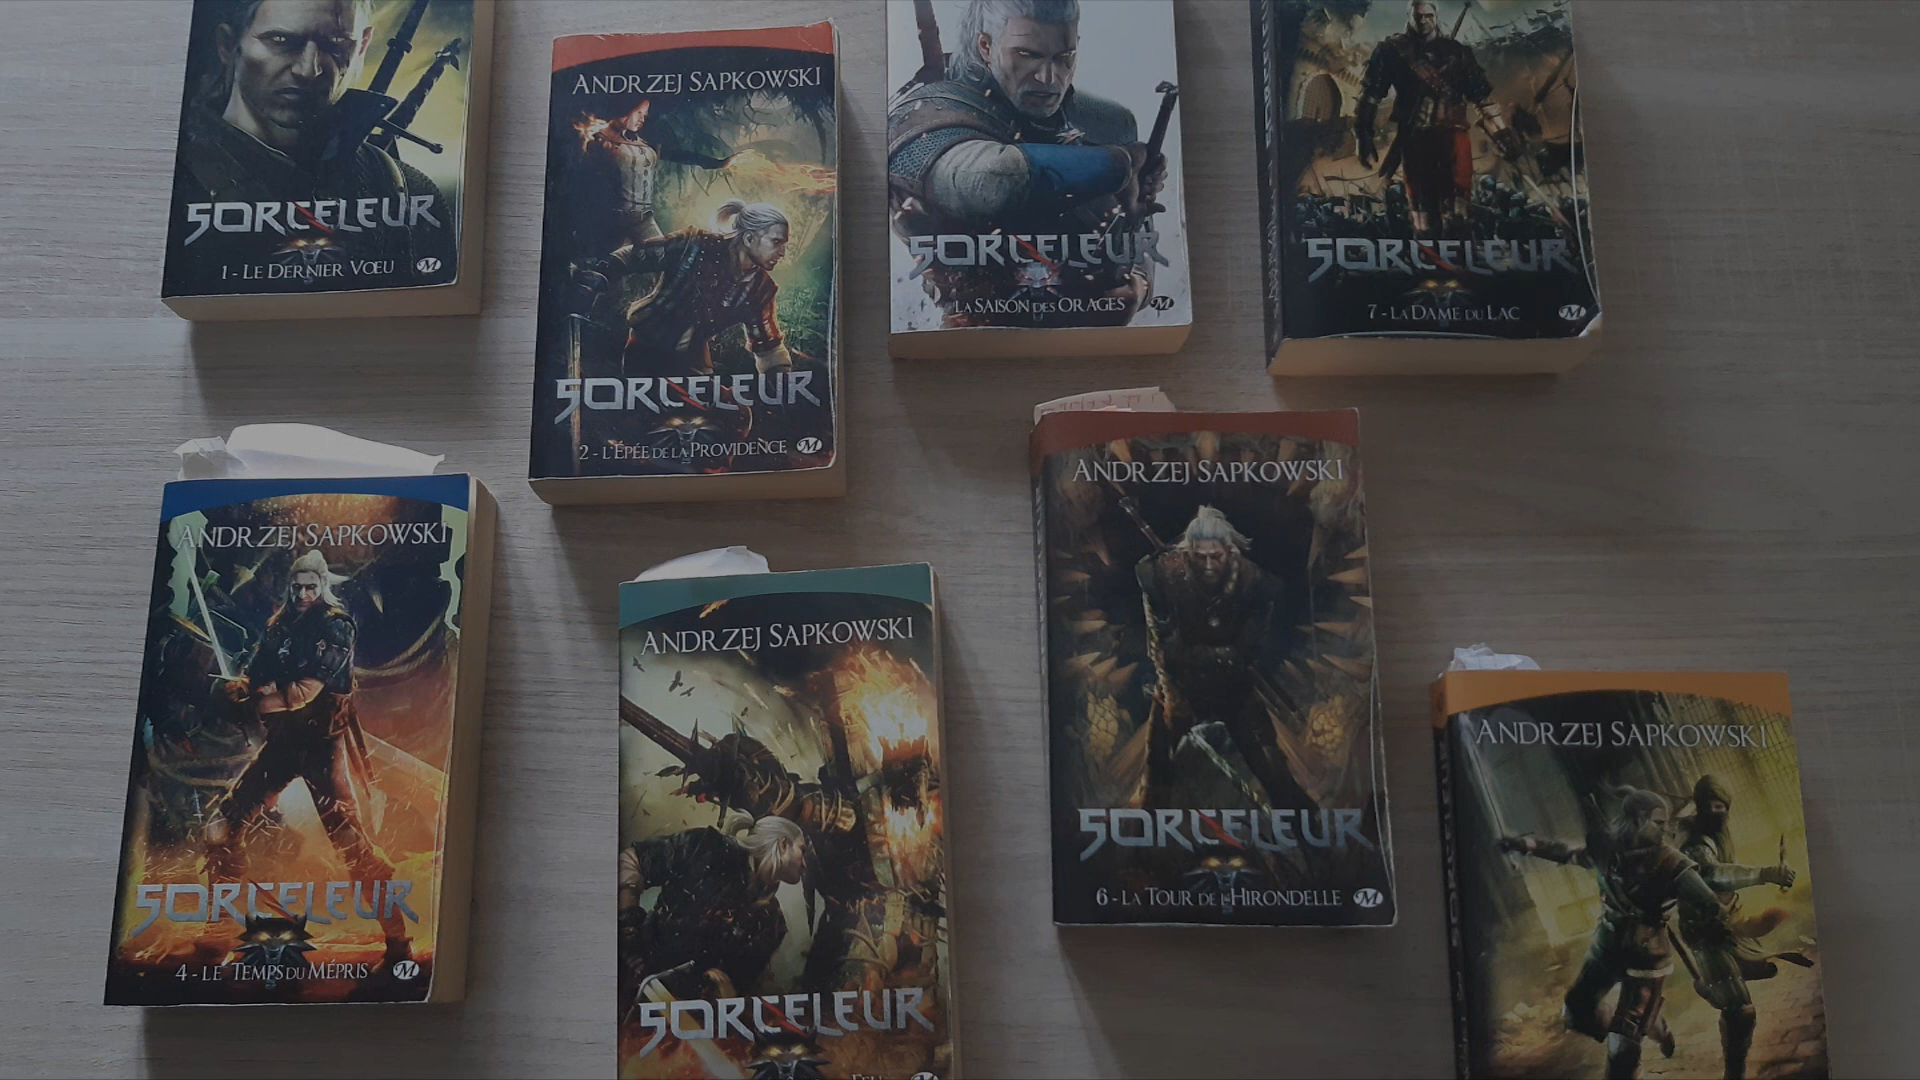 SORCELEUR
1 - LE DERNIER VŒU
ANDRZEJ SAPKOWSKI
SORCELEUR
2 - L'ÉPÉE DE LA PROVIDENCE
SORCELEUR
LA SAISON DES ORAGES
SORCELEUR
7 - LA DAME DU LAC
ANDRZEJ SAPKOWSKI
SORCELEUR
4 - LE TEMPS DU MÉPRIS
ANDRZEJ SAPKOWSKI
SORCELEUR
ANDRZEJ SAPKOWSKI
SORCELEUR
6 - LA TOUR DE L'HIRONDELLE
ANDRZEJ SAPKOWSKI